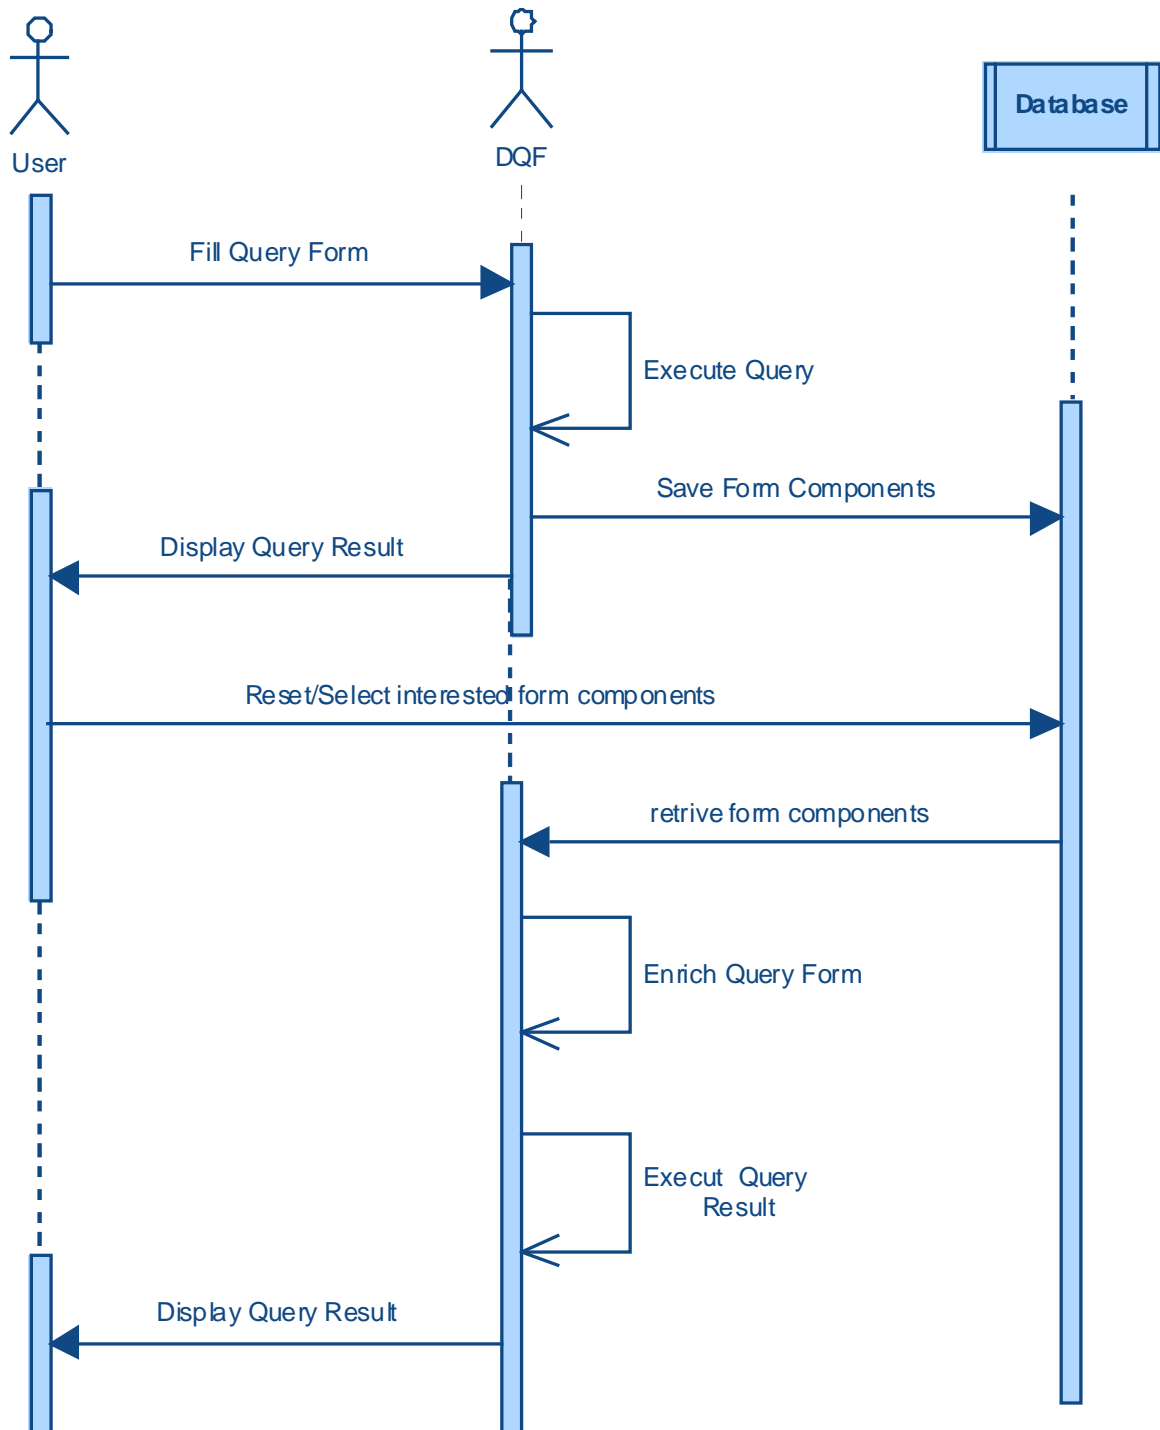 User
DQF
Database
Fill Query Form
Execute Query
Save Form Components
Display Query Result
Reset/Select interested form components
retrive form components
Enrich Query Form
Execut Query
Result
Display Query Result